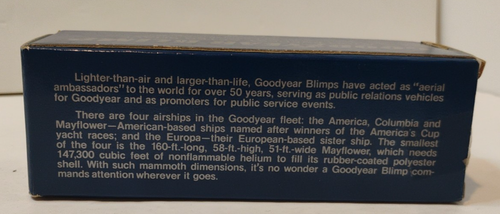 Lighter-than-air and larger-than-life, Goodyear Blimps have acted as "aerial
ambassadors" to the world for over 50 years, serving as public relations vehicles
for Goodyear and as promoters for public service events.
There are four airships in the Goodyear fleet: the America, Columbia and
Mayflower—American-based ships named after winners of the America's Cup
yacht races; and the Europa—their European-based sister ship. The smallest
of the four is the 160-ft.-long, 58-ft.-high, 51-ft.-wide Mayflower, which needs
147,300 cubic feet of nonflammable helium to fill its rubber-coated polyester
shell. With such mammoth dimensions, it's no wonder a Goodyear Blimp com-
mands attention wherever it goes.